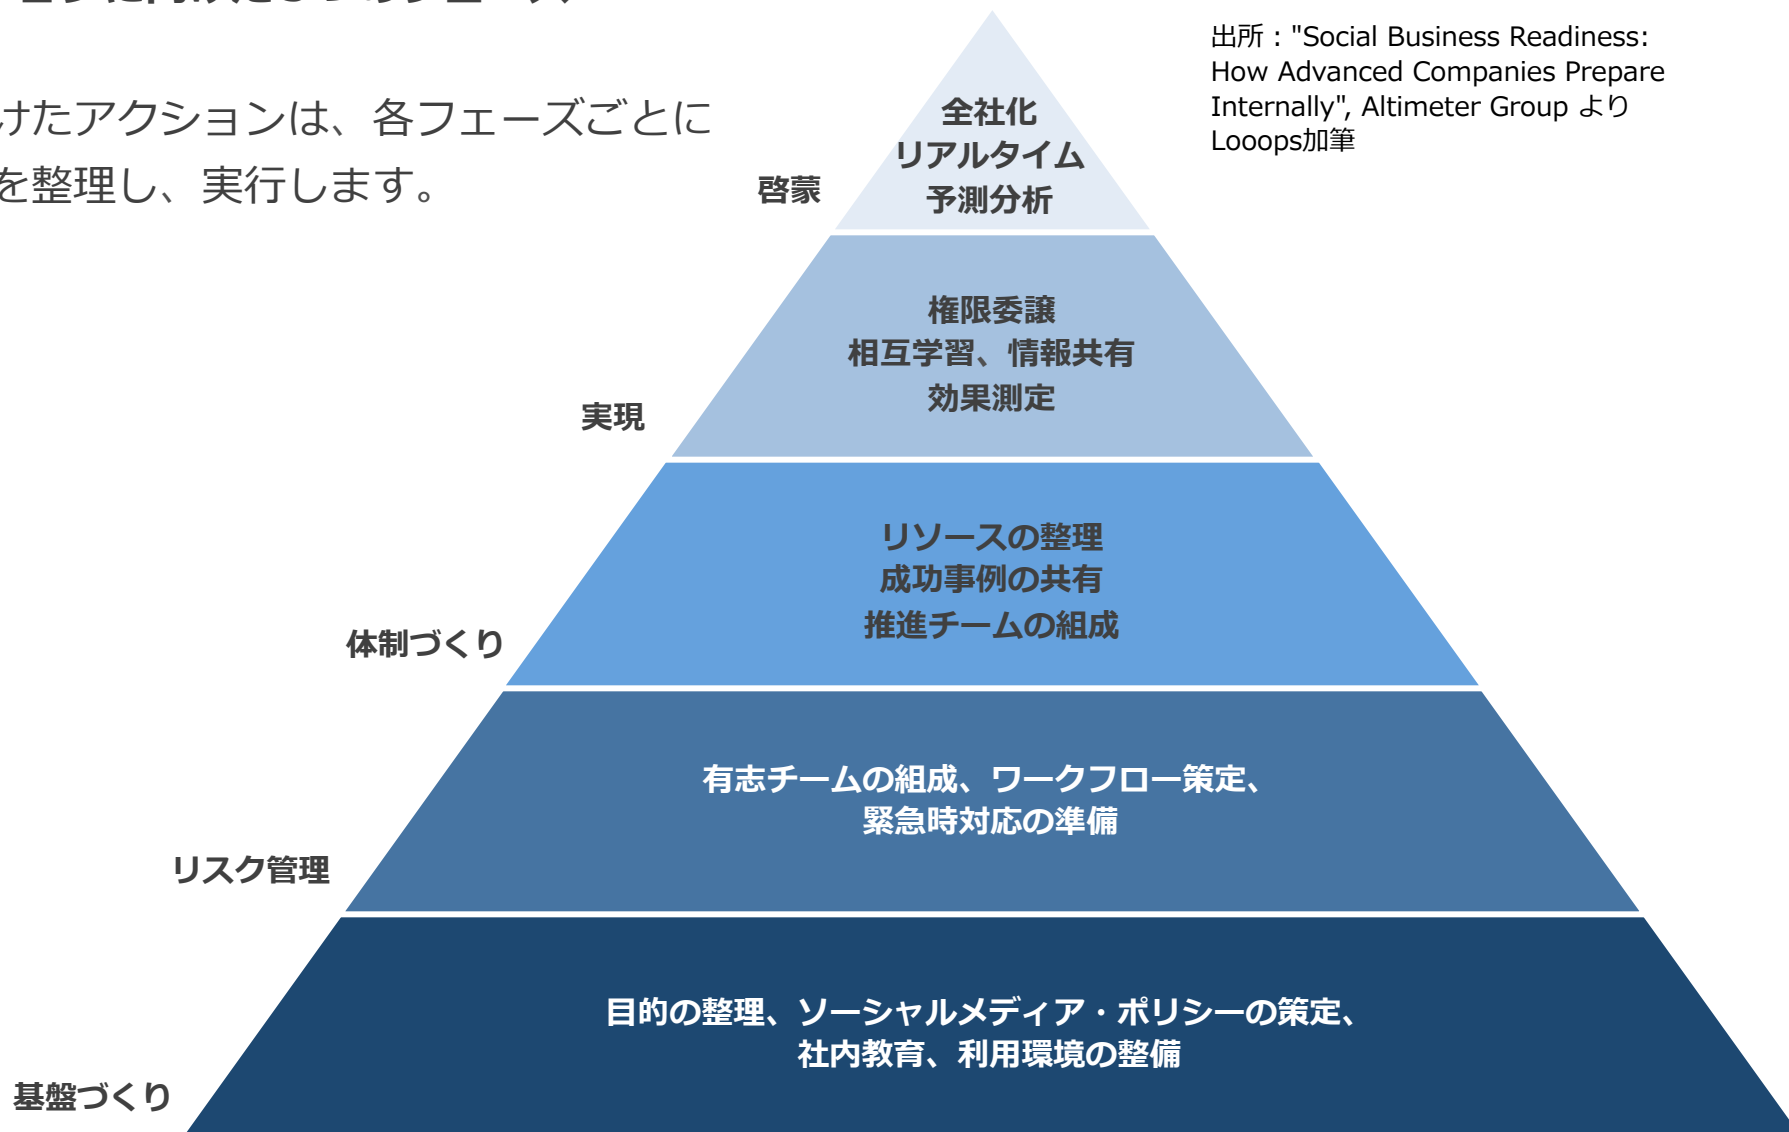 けたアクションは、各フェーズごとに
を整理し、実行します。
出所："Social Business Readiness:
How Advanced Companies Prepare
Internally", Altimeter Group より
Looops加筆
啓蒙
全社化
リアルタイム
予測分析
実現
権限委譲
相互学習、情報共有
効果測定
体制づくり
リソースの整理
成功事例の共有
推進チームの組成
リスク管理
有志チームの組成、ワークフロー策定、
緊急時対応の準備
基盤づくり
目的の整理、ソーシャルメディア・ポリシーの策定、
社内教育、利用環境の整備